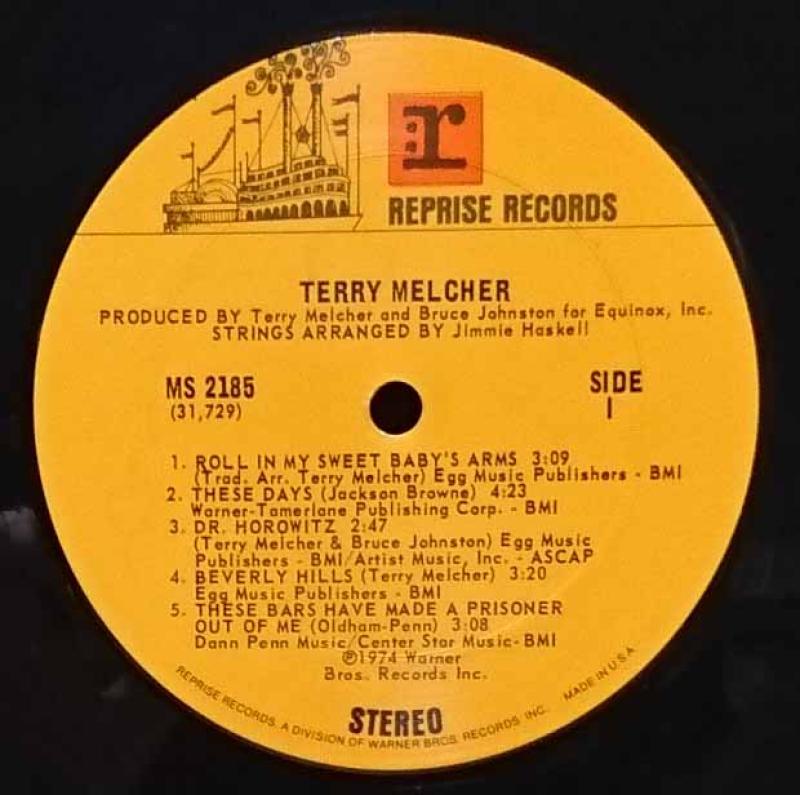 :r
REPRISE RECORDS
TERRY MELCHER
PRODUCED BY Terry Melcher and Bruce Johnston for Equinox, Inc.
STRINGS ARRANGED BY Jimmie Haskell
MS 2185
(31,729)
SIDE
1
1. ROLL IN MY SWEET BABY'S ARMS 3:09
(Trad. Arr. Terry Melcher) Egg Music Publishers - BMI
2. THESE DAYS (Jackson Browne) 4:23
Warner-Tamerlane Publishing Corp. - BMI
3. DR. HOROWITZ 2:47
(Terry Melcher & Bruce Johnston) Egg Music
Publishers - BMI/Artist Music, Inc. - ASCAP
4. BEVERLY HILLS (Terry Melcher) 3:20
Egg Music Publishers - BMI
5. THESE BARS HAVE MADE A PRISONER
OUT OF ME (Oldham-Penn) 3:08
Dann Penn Music/Center Star Music-BMI
℗1974 Warner
Bros. Records Inc.
STEREO
REPRISE RECORDS, A DIVISION OF WARNER BROS. RECORDS INC. MADE IN U.S.A.